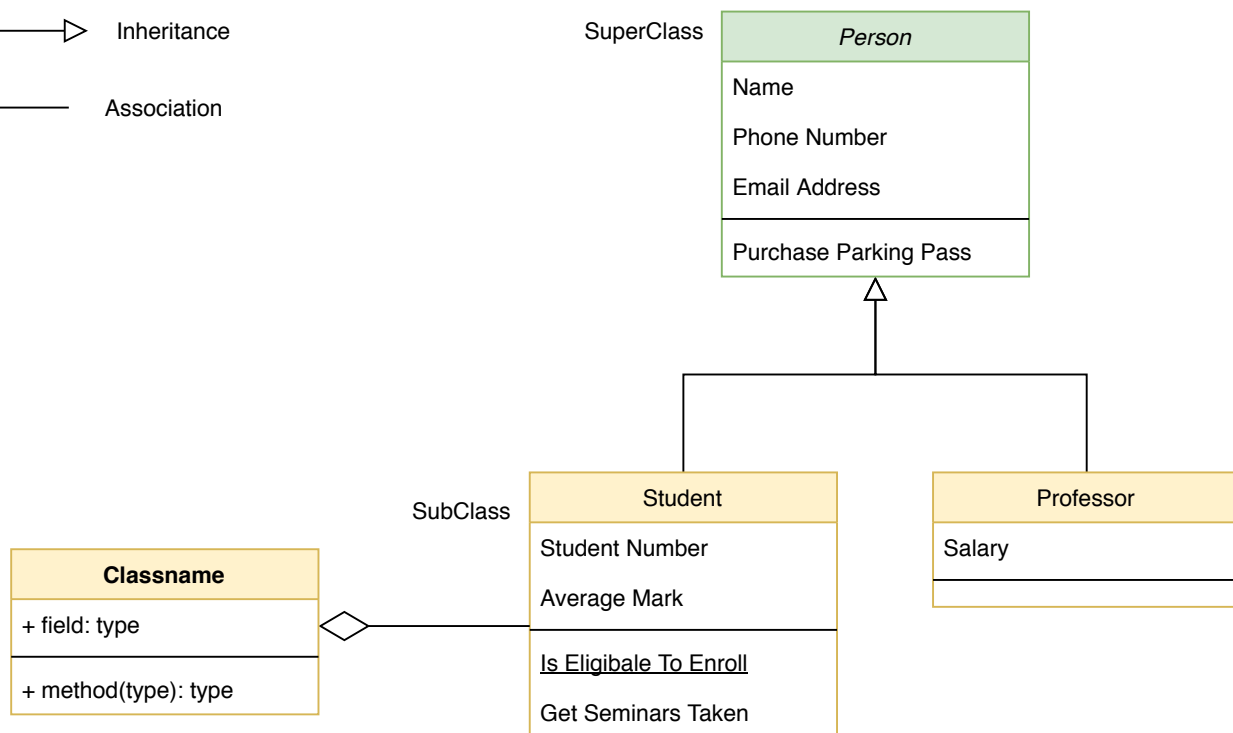 Inheritance
Association
SuperClass
Person
Name
Phone Number
Email Address
Purchase Parking Pass
SubClass
Student
Student Number
Average Mark
Is Eligibale To Enroll
Get Seminars Taken
Professor
Salary
Classname
+ field: type
+ method(type): type